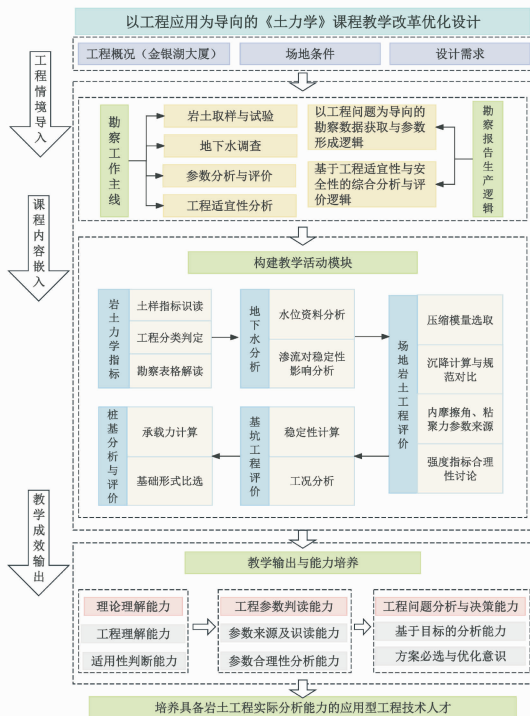 以工程应用为导向的《土力学》课程教学改革优化设计
工程概况（金银湖大厦）
场地条件
设计需求
工程情境导入
勘察工作主线
岩土取样与试验
地下水调查
参数分析与评价
工程适宜性分析
以工程问题为导向的
勘察数据获取与参数
形成逻辑
基于工程适宜性与安
全性的综合分析与评
价逻辑
勘察报告生产逻辑
课程内容嵌入
构建教学活动模块
岩土力学指标
土样指标识读
工程分类判定
勘察表格解读
地下水分析
水位资料分析
渗流对稳定性
影响分析
场地岩土工程评价
压缩模量选取
沉降计算与规
范对比
内摩擦角、粘
聚力参数来源
强度指标合理
性讨论
桩基分析与评价
承载力计算
基础形式比选
基坑工程评价
稳定性计算
工况分析
教学成效输出
教学输出与能力培养
理论理解能力
工程理解能力
适用性判断能力
工程参数判读能力
参数来源及识读能力
参数合理性分析能力
工程问题分析与决策能力
基于目标的分析能力
方案必选与优化意识
培养具备岩土工程实际分析能力的应用型工程技术人才